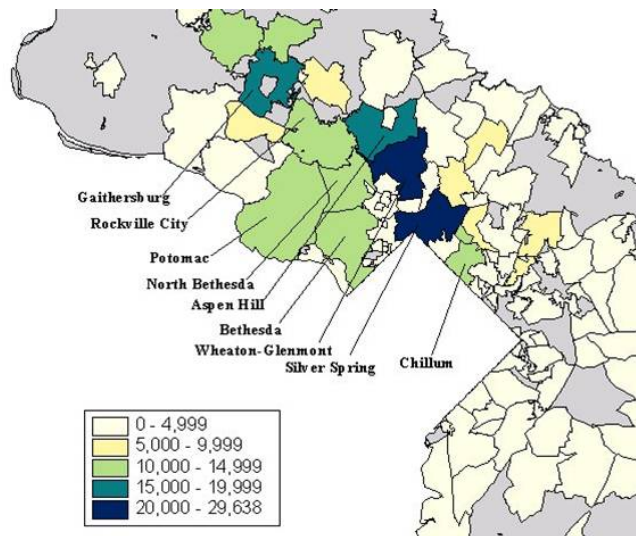 Gaithersburg
Rockville City
Potomac
North Bethesda
Aspen Hill
Bethesda
Wheaton-Glenmont
Silver Spring
Chillum
0 - 4,999
5,000 - 9,999
10,000 - 14,999
15,000 - 19,999
20,000 - 29,638